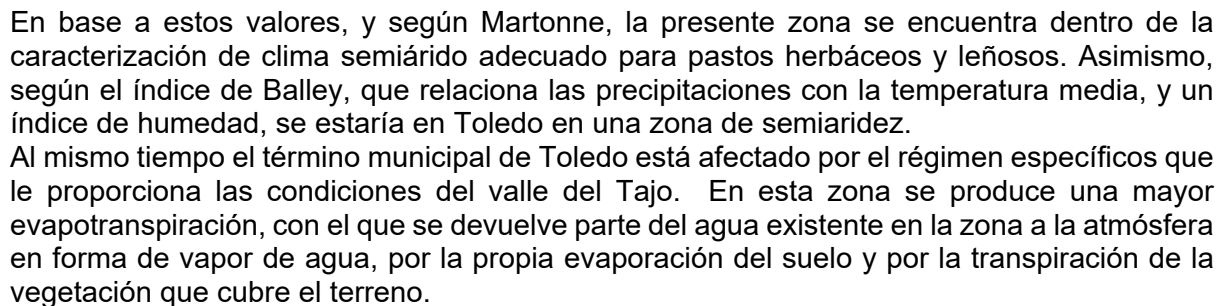 En base a estos valores, y según Martonne, la presente zona se encuentra dentro de la
caracterización de clima semiárido adecuado para pastos herbáceos y leñosos. Asimismo,
según el índice de Balley, que relaciona las precipitaciones con la temperatura media, y un
índice de humedad, se estaría en Toledo en una zona de semiaridez.
Al mismo tiempo el término municipal de Toledo está afectado por el régimen específicos que
le proporciona las condiciones del valle del Tajo. En esta zona se produce una mayor
evapotranspiración, con el que se devuelve parte del agua existente en la zona a la atmósfera
en forma de vapor de agua, por la propia evaporación del suelo y por la transpiración de la
vegetación que cubre el terreno.